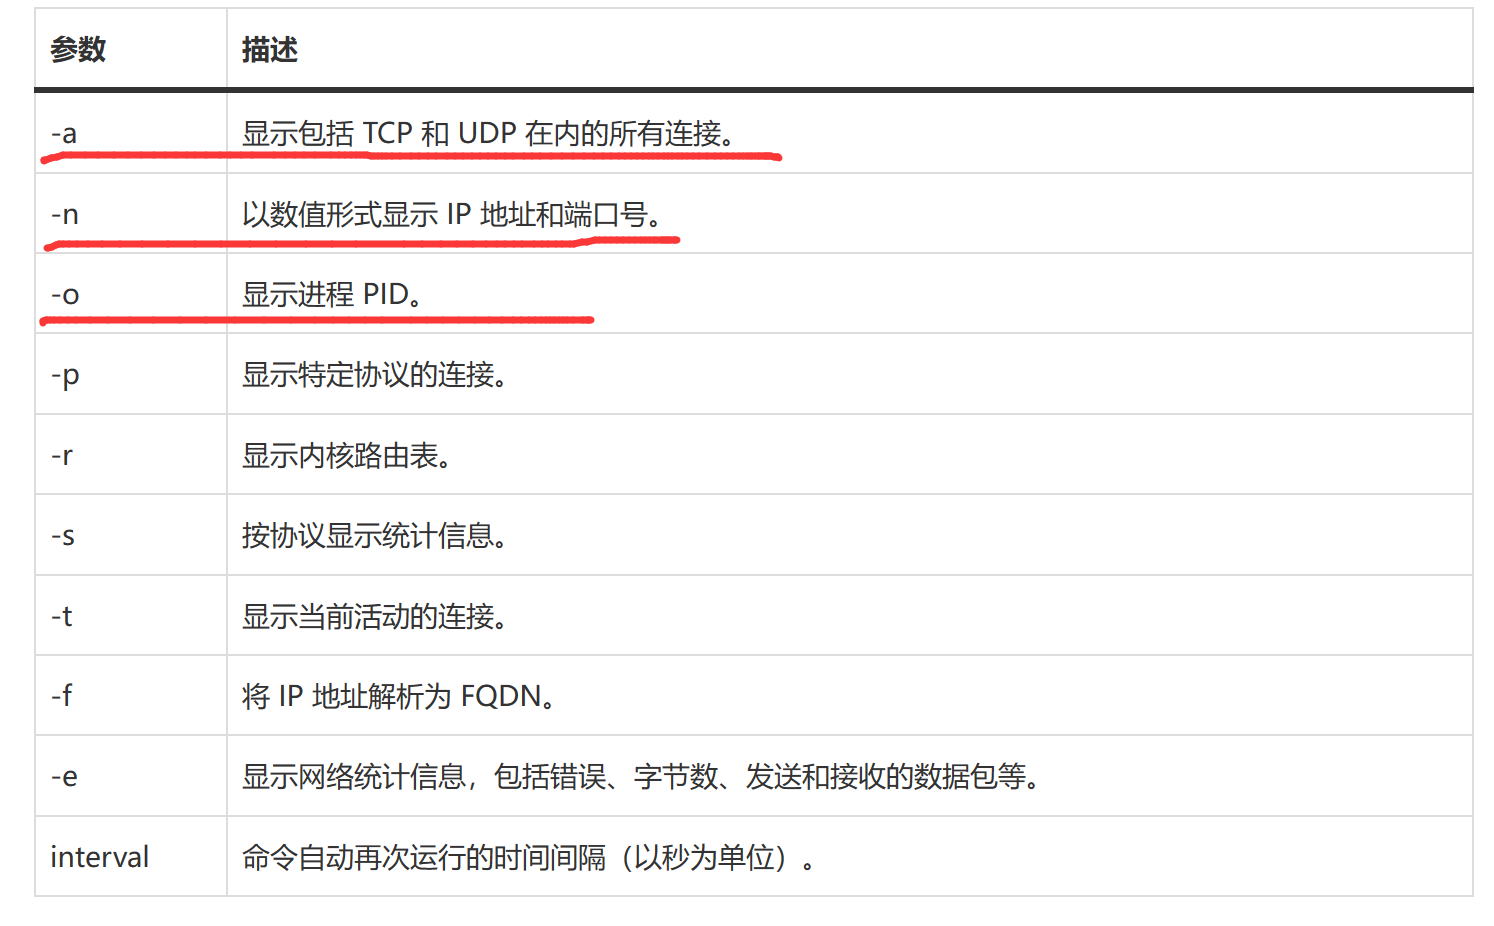 参数 描述
-a 显示包括 TCP 和 UDP 在内的所有连接。
-n 以数值形式显示 IP 地址和端口号。
-o 显示进程 PID。
-p 显示特定协议的连接。
-r 显示内核路由表。
-s 按协议显示统计信息。
-t 显示当前活动的连接。
-f 将 IP 地址解析为 FQDN。
-e 显示网络统计信息，包括错误、字节数、发送和接收的数据包等。
interval 命令自动再次运行的时间间隔（以秒为单位）。